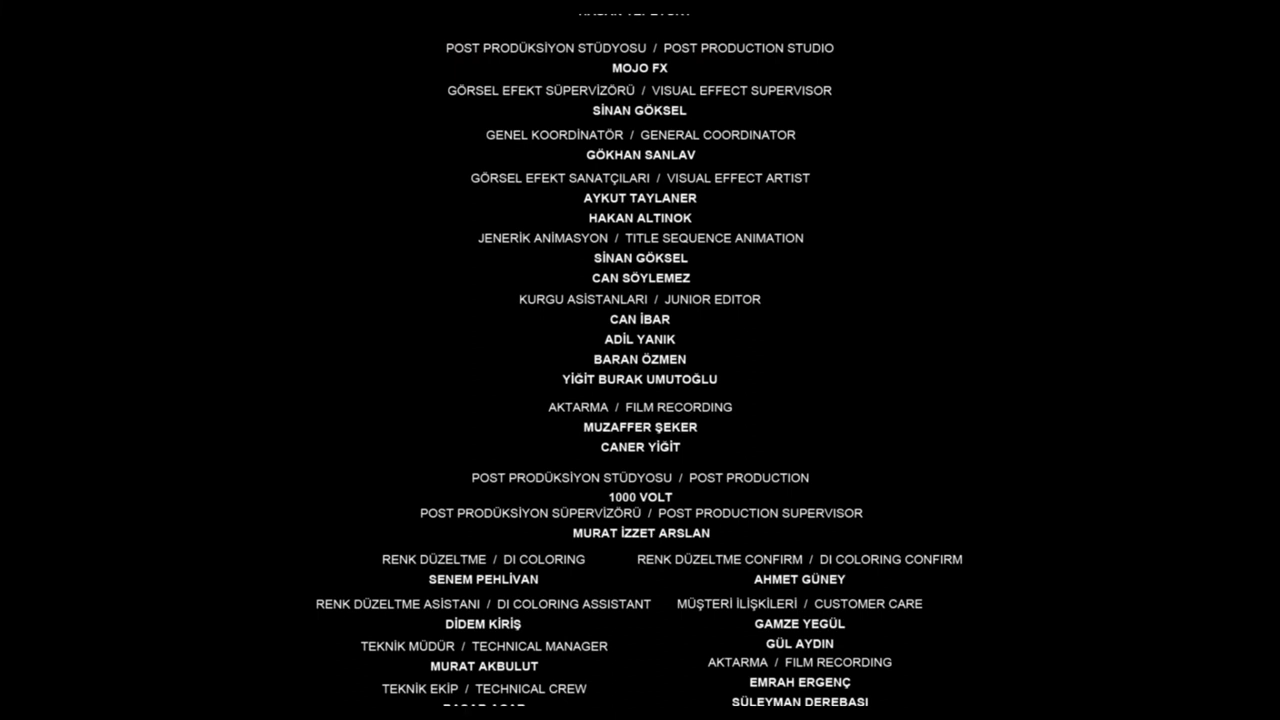 POST PRODÜKSİYON STÜDYOSU / POST PRODUCTION STUDIO
MOJO FX
GÖRSEL EFEKT SÜPERVİZÖRÜ / VISUAL EFFECT SUPERVISOR
SİNAN GÖKSEL
GENEL KOORDİNATÖR / GENERAL COORDINATOR
GÖKHAN SANLAV
GÖRSEL EFEKT SANATÇILARI / VISUAL EFFECT ARTIST
AYKUT TAYLANER
HAKAN ALTINOK
JENERİK ANİMASYON / TITLE SEQUENCE ANIMATION
SİNAN GÖKSEL
CAN SÖYLEMEZ
KURGU ASİSTANLARI / JUNIOR EDITOR
CAN İBAR
ADİL YANIK
BARAN ÖZMEN
YİĞİT BURAK UMUTOĞLU
AKTARMA / FILM RECORDING
MUZAFFER ŞEKER
CANER YİĞİT
POST PRODÜKSİYON STÜDYOSU / POST PRODUCTION
1000 VOLT
POST PRODÜKSİYON SÜPERVİZÖRÜ / POST PRODUCTION SUPERVISOR
MURAT İZZET ARSLAN
RENK DÜZELTME / DI COLORING
SENEM PEHLİVAN
RENK DÜZELTME ASİSTANI / DI COLORING ASSISTANT
DİDEM KİRİŞ
TEKNİK MÜDÜR / TECHNICAL MANAGER
MURAT AKBULUT
TEKNİK EKİP / TECHNICAL CREW
RENK DÜZELTME CONFIRM / DI COLORING CONFIRM
AHMET GÜNEY
MÜŞTERİ İLİŞKİLERİ / CUSTOMER CARE
GAMZE YEGÜL
GÜL AYDIN
AKTARMA / FILM RECORDING
EMRAH ERGENÇ
SÜLEYMAN DEREBAŞI